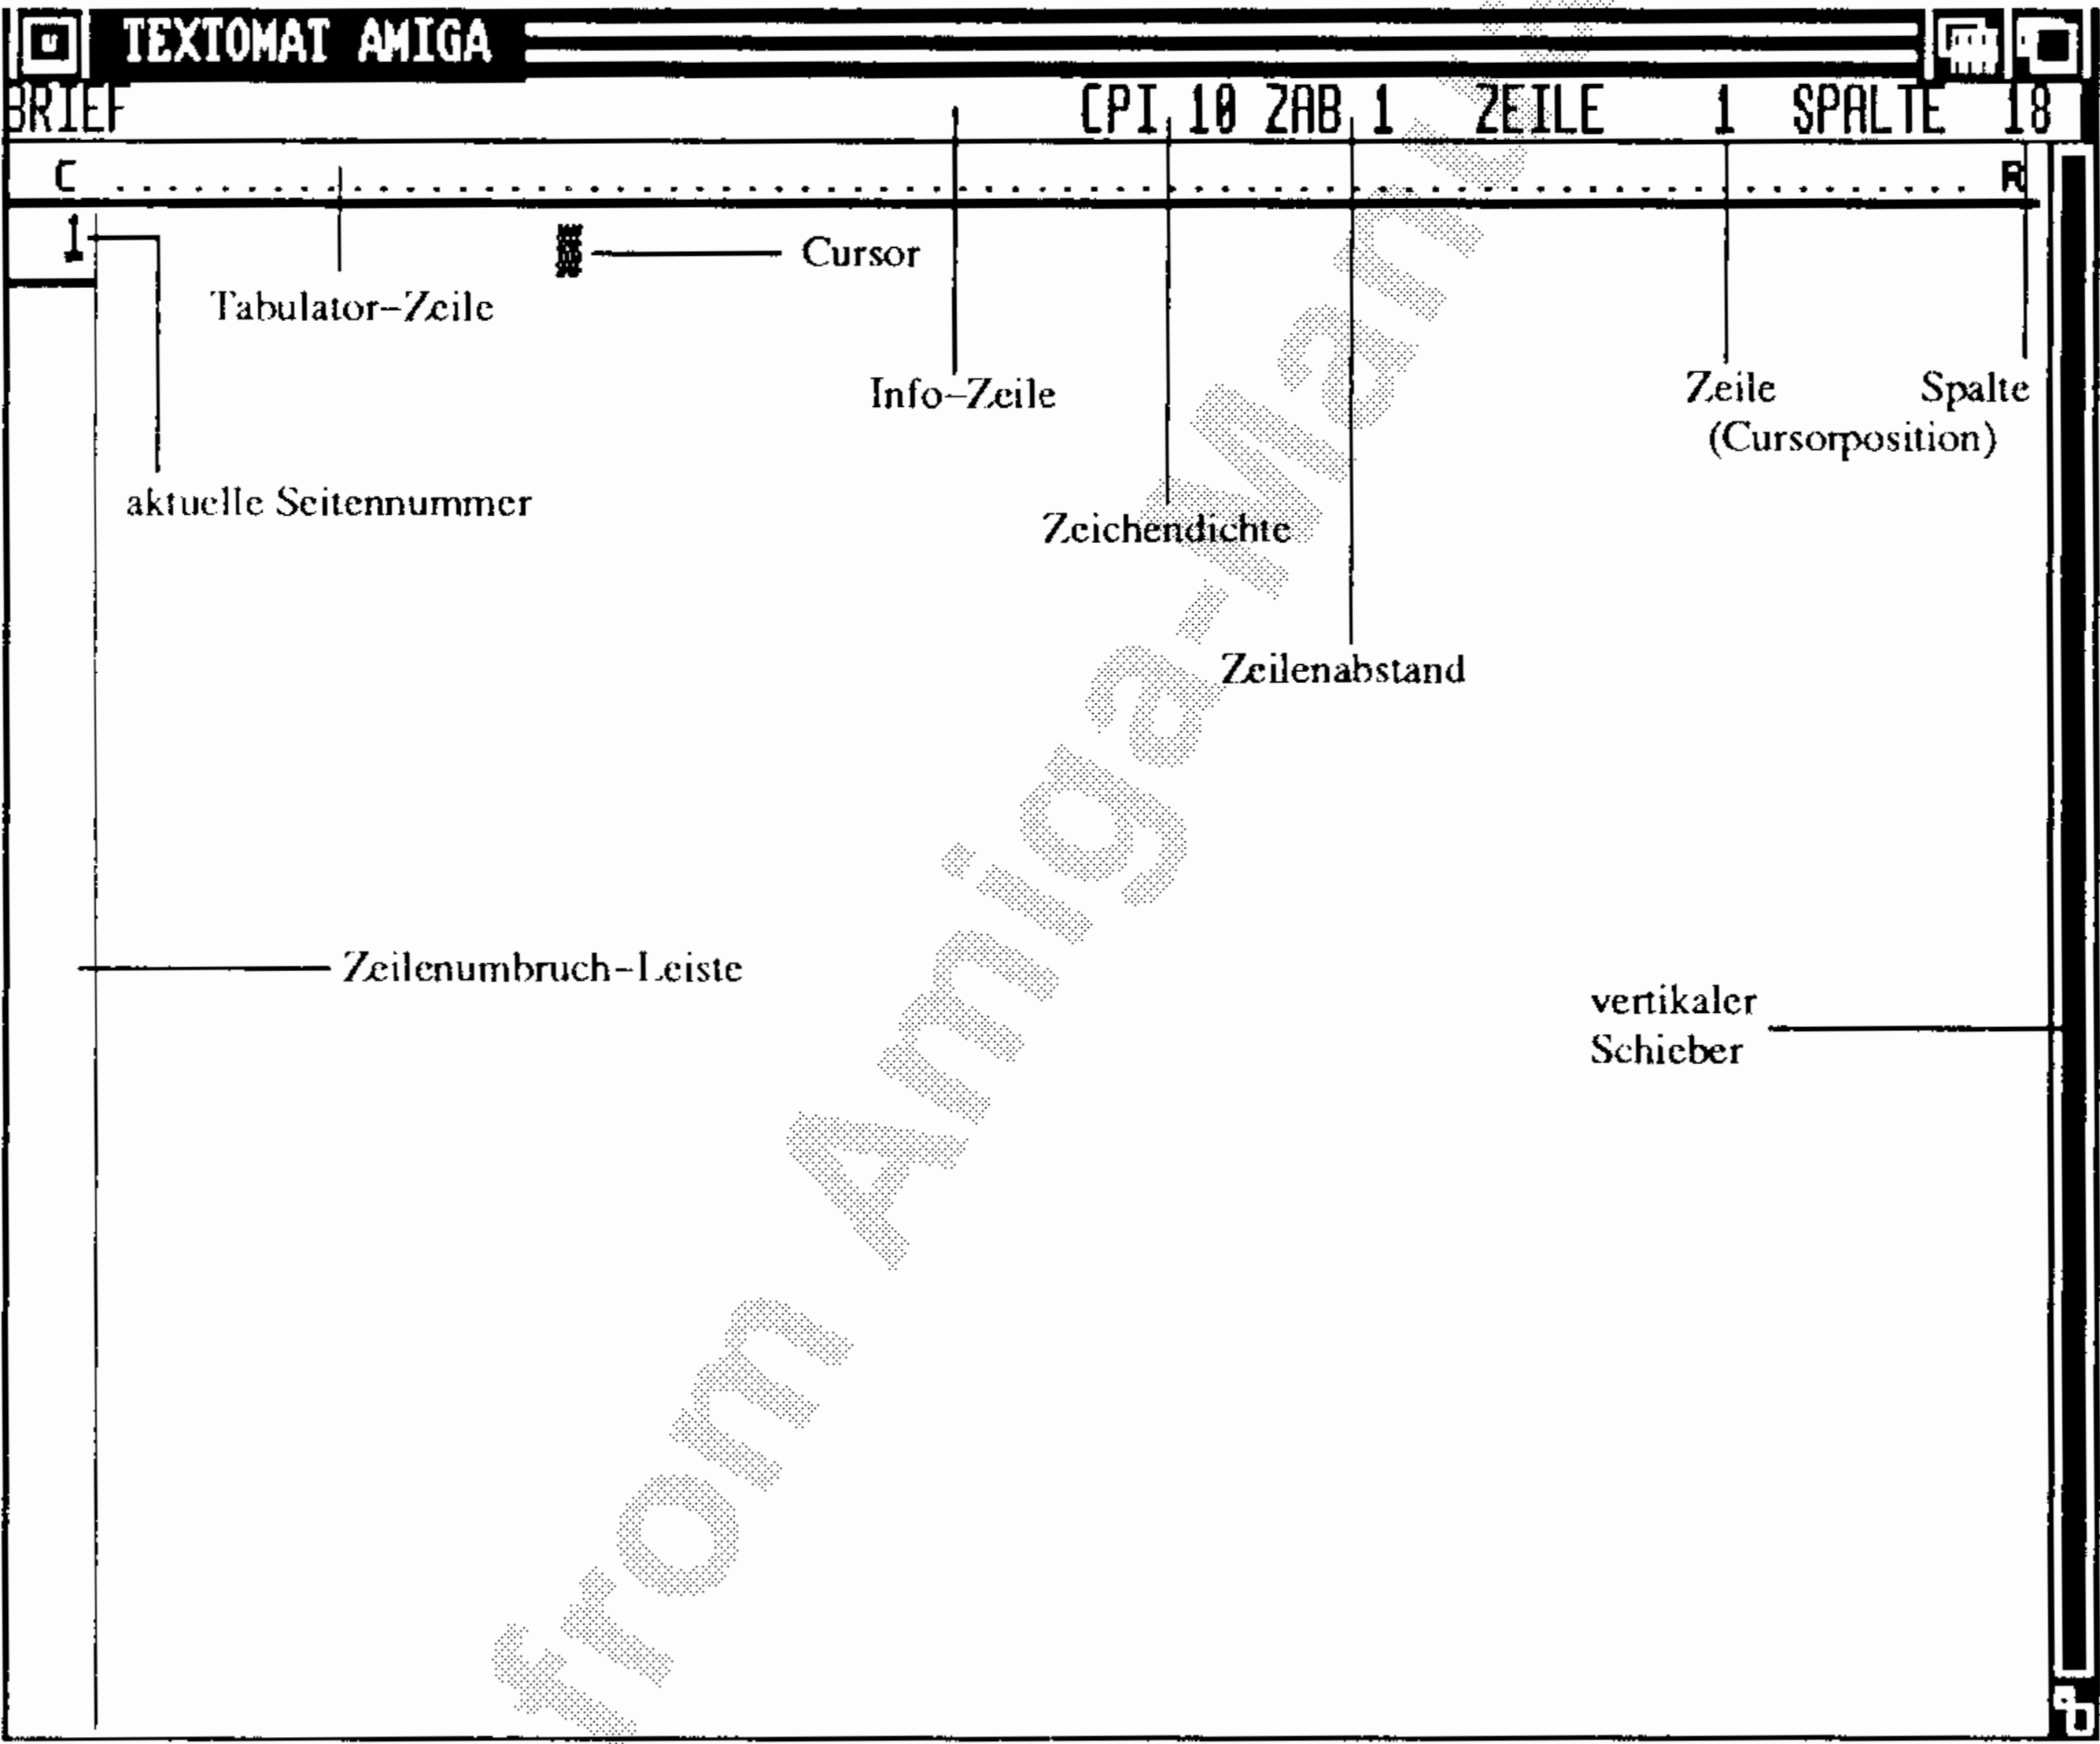 TEXTOMAT AMIGA
BRIEF CPI 10 ZAB 1 ZEILE 1 SPALTE 18
C R
1
Cursor
Tabulator-Zeile
Info-Zeile
Zeile Spalte
(Cursorposition)
aktuelle Seitennummer
Zeichendichte
Zeilenabstand
Zeilenumbruch-Leiste
vertikaler
Schieber
from Amiga-Manu